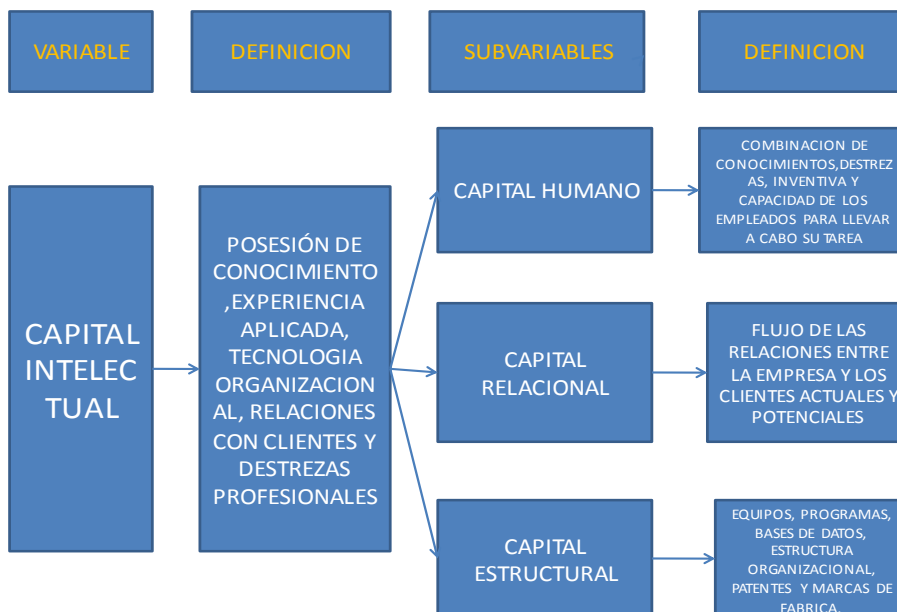 VARIABLE
DEFINICION
SUBVARIABLES
DEFINICION
CAPITAL
INTELEC
TUAL
POSESIÓN DE
CONOCIMIENTO
,EXPERIENCIA
APLICADA,
TECNOLOGIA
ORGANIZACION
AL, RELACIONES
CON CLIENTES Y
DESTREZAS
PROFESIONALES
CAPITAL HUMANO
COMBINACION DE
CONOCIMIENTOS,DESTREZ
AS, INVENTIVA Y
CAPACIDAD DE LOS
EMPLEADOS PARA LLEVAR
A CABO SU TAREA
CAPITAL
RELACIONAL
FLUJO DE LAS
RELACIONES ENTRE
LA EMPRESA Y LOS
CLIENTES ACTUALES Y
POTENCIALES
CAPITAL
ESTRUCTURAL
EQUIPOS, PROGRAMAS,
BASES DE DATOS,
ESTRUCTURA
ORGANIZACIONAL,
PATENTES Y MARCAS DE
FABRICA.